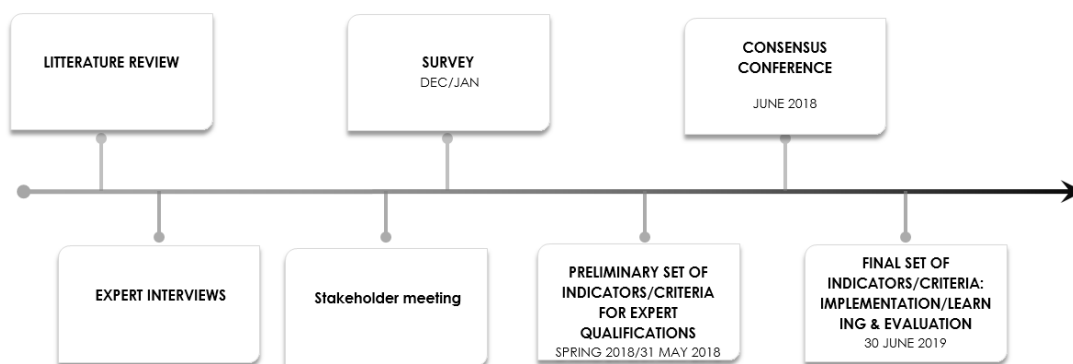 LITTERATURE REVIEW
SURVEY
DEC/JAN
CONSENSUS
CONFERENCE
JUNE 2018
EXPERT INTERVIEWS
Stakeholder meeting
PRELIMINARY SET OF
INDICATORS/CRITERIA
FOR EXPERT
QUALIFICATIONS
SPRING 2018/31 MAY 2018
FINAL SET OF
INDICATORS/CRITERIA:
IMPLEMENTATION/LEARN
ING & EVALUATION
30 JUNE 2019